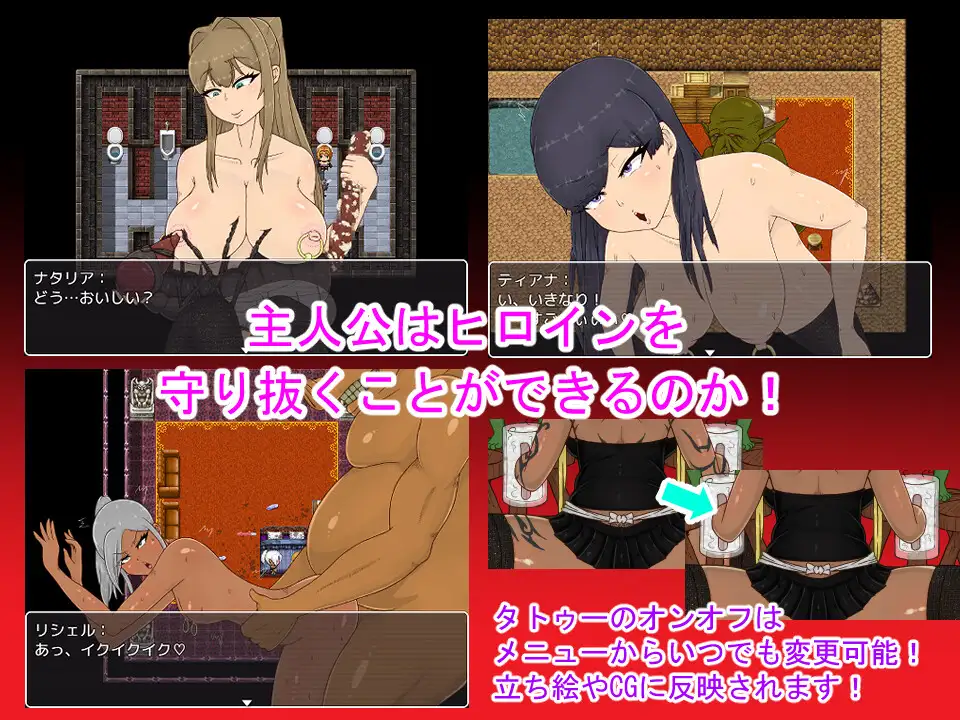 ナタリア：
どう…おいしい？
ティアナ：
い、いきなり！
主人公はヒロインを
守り抜くことができるのか！
リシェル：
あっ、イクイクイク♡
タトゥーのオンオフは
メニューからいつでも変更可能！
立ち絵やCGに反映されます！